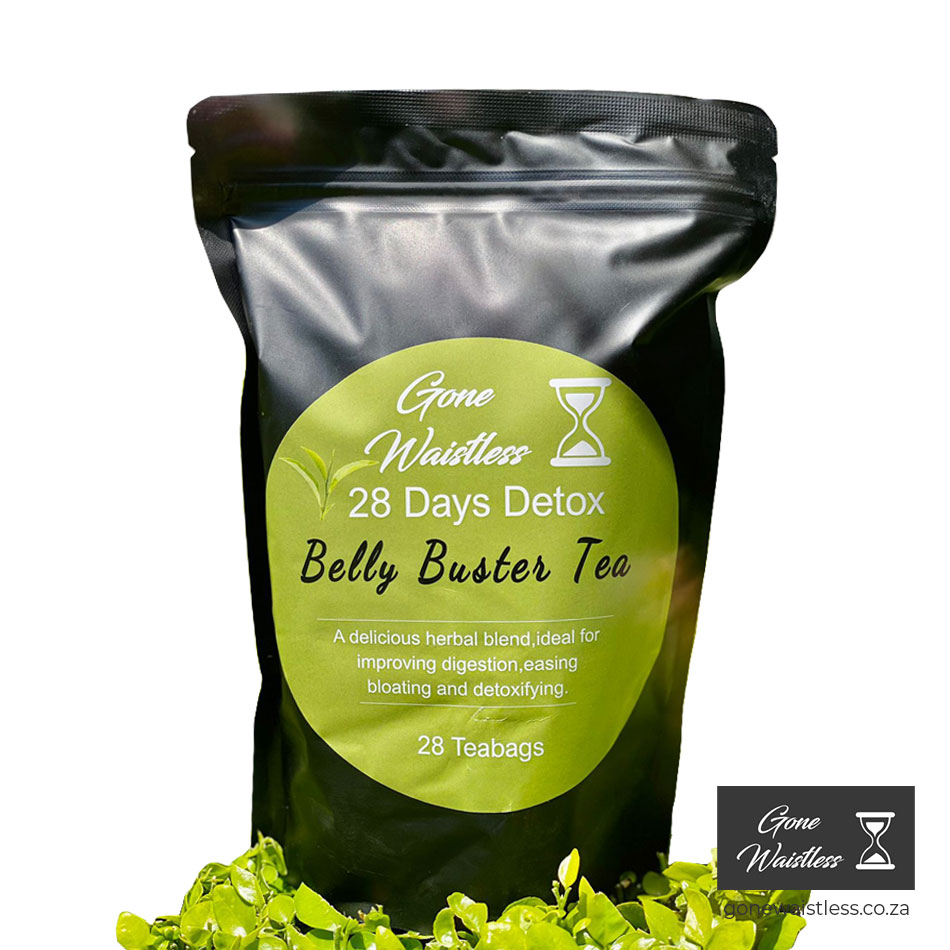 Gone
Waistless
28 Days Detox
Belly Buster Tea
A delicious herbal blend,ideal for
improving digestion,easing
bloating and detoxifying.
28 Teabags
Gone
Waistless
gonewaistless.co.za